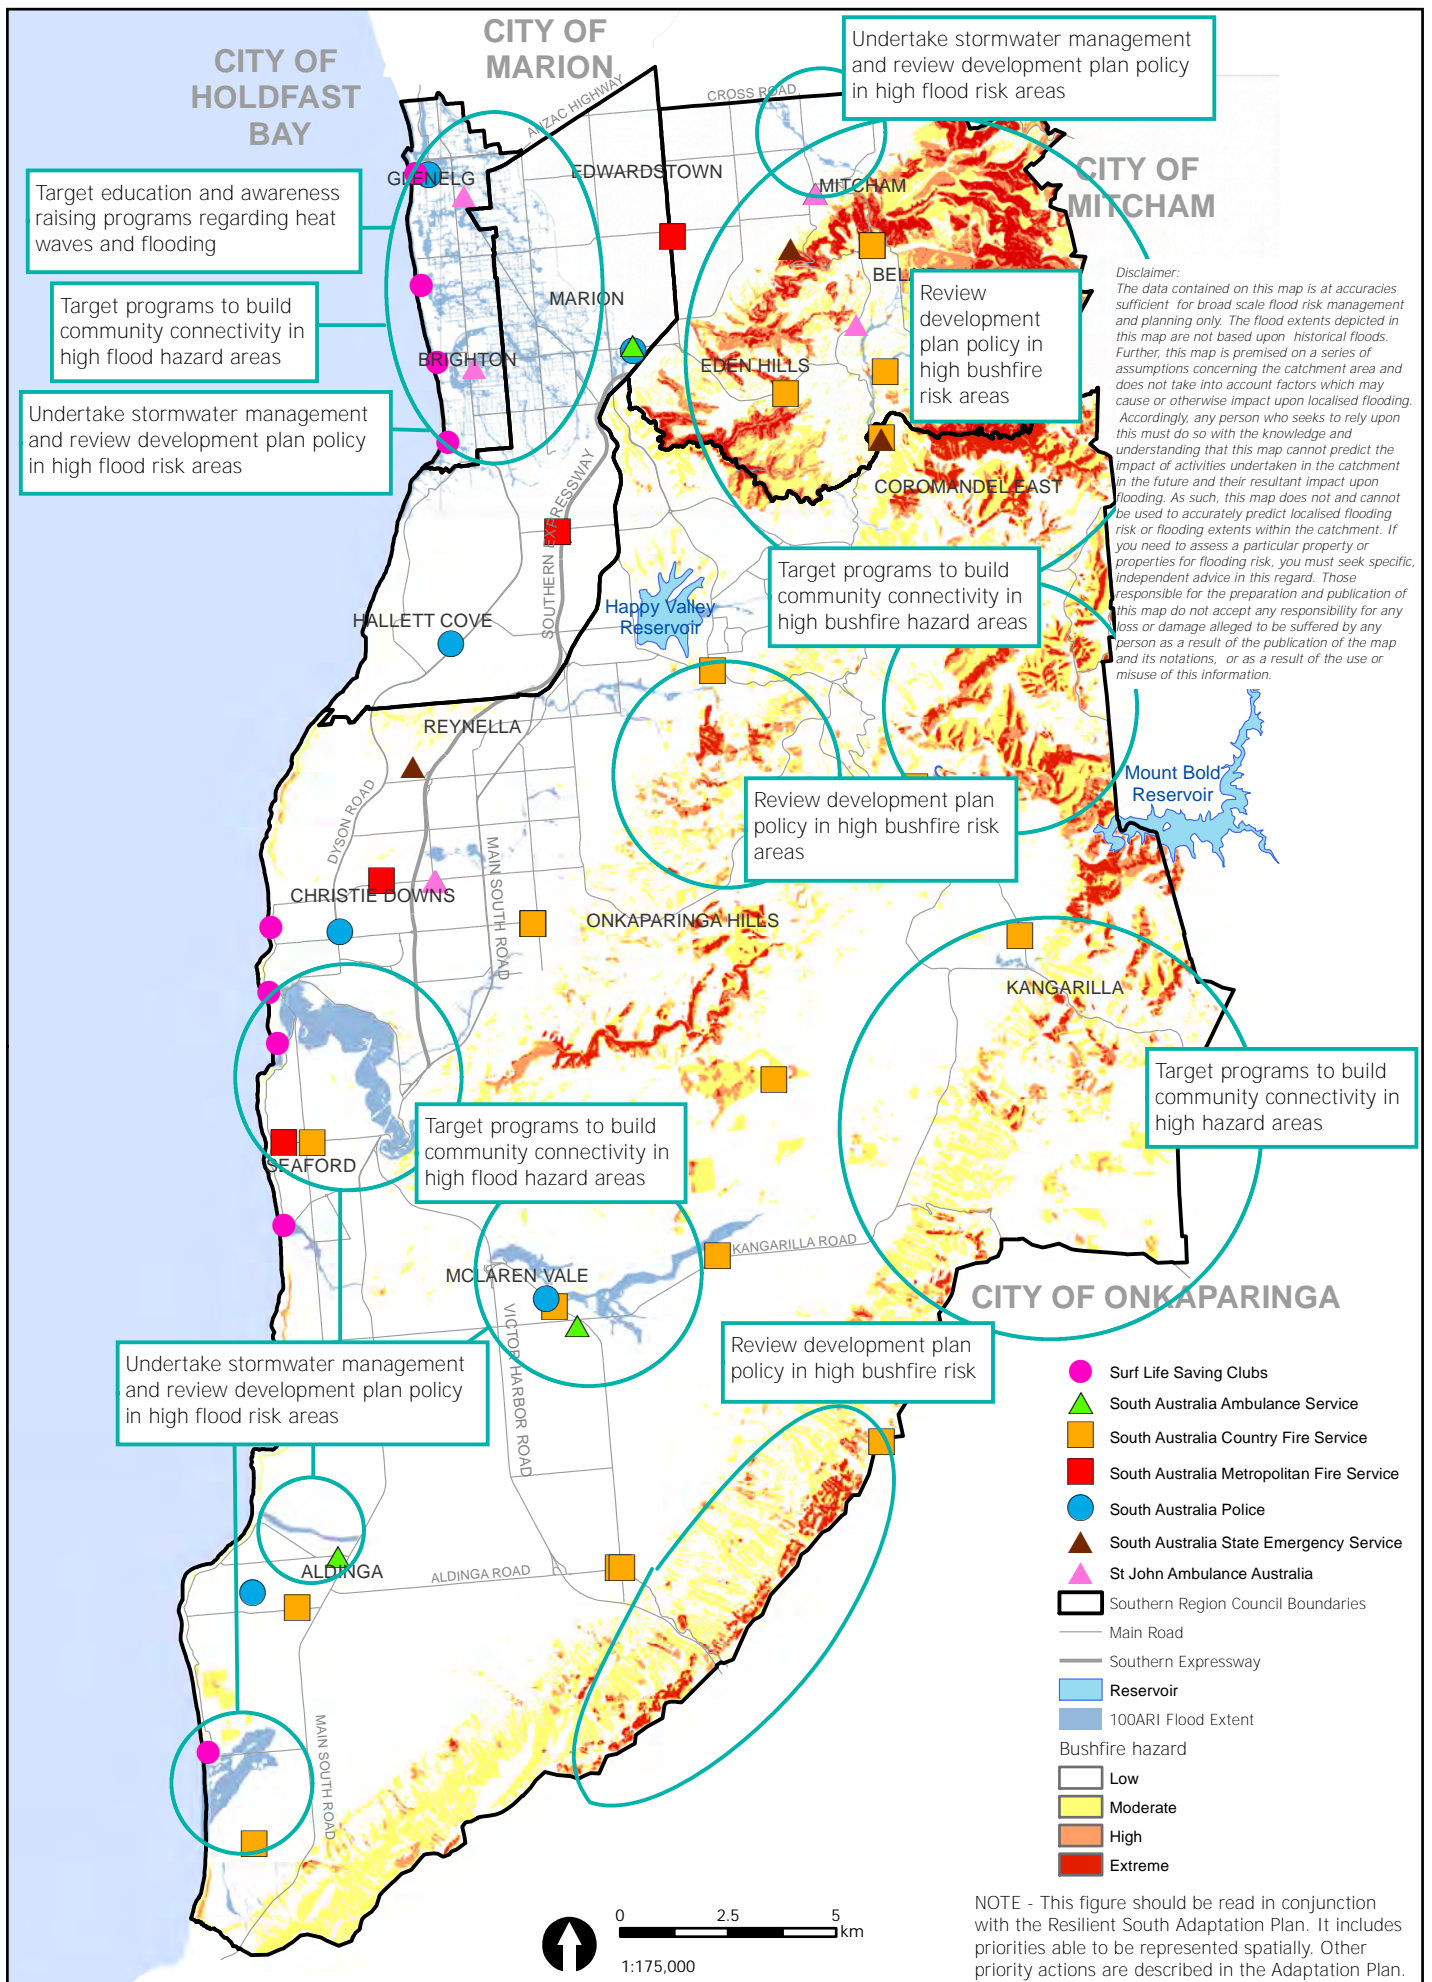 CITY OF
HOLDFAST
BAY
CITY OF
MARION
Undertake stormwater management
and review development plan policy
in high flood risk areas
ANZAC HIGHWAY
CROSS ROAD
CITY OF
MITCHAM
Target education and awareness
raising programs regarding heat
waves and flooding
Target programs to build
community connectivity in
high flood hazard areas
Undertake stormwater management
and review development plan policy
in high flood risk areas
GLENELG
EDWARDSTOWN
MITCHAM
MARION
BRIGHTON
EDEN HILLS
Review
development
plan policy in
high bushfire
risk areas
Disclaimer:
The data contained on this map is at accuracies
sufficient for broad scale flood risk management
and planning only. The flood extents depicted in
this map are not based upon historical floods.
Further, this map is premised on a series of
assumptions concerning the catchment area and
does not take into account factors which may
cause or otherwise impact upon localised flooding.
Accordingly, any person who seeks to rely upon
this must do so with the knowledge and
understanding that this map cannot predict the
impact of activities undertaken in the catchment
in the future and their resultant impact upon
flooding. As such, this map does not and cannot
be used to accurately predict localised flooding
risk or flooding extents within the catchment. If
you need to assess a particular property or
properties for flooding risk, you must seek specific,
independent advice in this regard. Those
responsible for the preparation and publication of
this map do not accept any responsibility for any
loss or damage alleged to be suffered by any
person as a result of the publication of the map
and its notations, or as a result of the use or
misuse of this information.
COROMANDEL EAST
SOUTHERN EXPRESSWAY
Target programs to build
community connectivity in
high bushfire hazard areas
Happy Valley
Reservoir
HALLETT COVE
REYNELLA
Mount Bold
Reservoir
Review development plan
policy in high bushfire risk
areas
DYSON ROAD
MAIN SOUTH ROAD
CHRISTIE DOWNS
ONKAPARINGA HILLS
KANGARILLA
Target programs to build
community connectivity in
high hazard areas
Target programs to build
community connectivity in
high flood hazard areas
SEAFORD
KANGARILLA ROAD
MCLAREN VALE
VICTOR HARBOR ROAD
CITY OF ONKAPARINGA
Review development plan
policy in high bushfire risk
Undertake stormwater management
and review development plan policy
in high flood risk areas
ALDINGA
ALDINGA ROAD
MAIN SOUTH ROAD
Surf Life Saving Clubs
South Australia Ambulance Service
South Australia Country Fire Service
South Australia Metropolitan Fire Service
South Australia Police
South Australia State Emergency Service
St John Ambulance Australia
Southern Region Council Boundaries
Main Road
Southern Expressway
Reservoir
100ARI Flood Extent
Bushfire hazard
Low
Moderate
High
Extreme
0 2.5 5
km
1:175,000
NOTE - This figure should be read in conjunction
with the Resilient South Adaptation Plan. It includes
priorities able to be represented spatially. Other
priority actions are described in the Adaptation Plan.